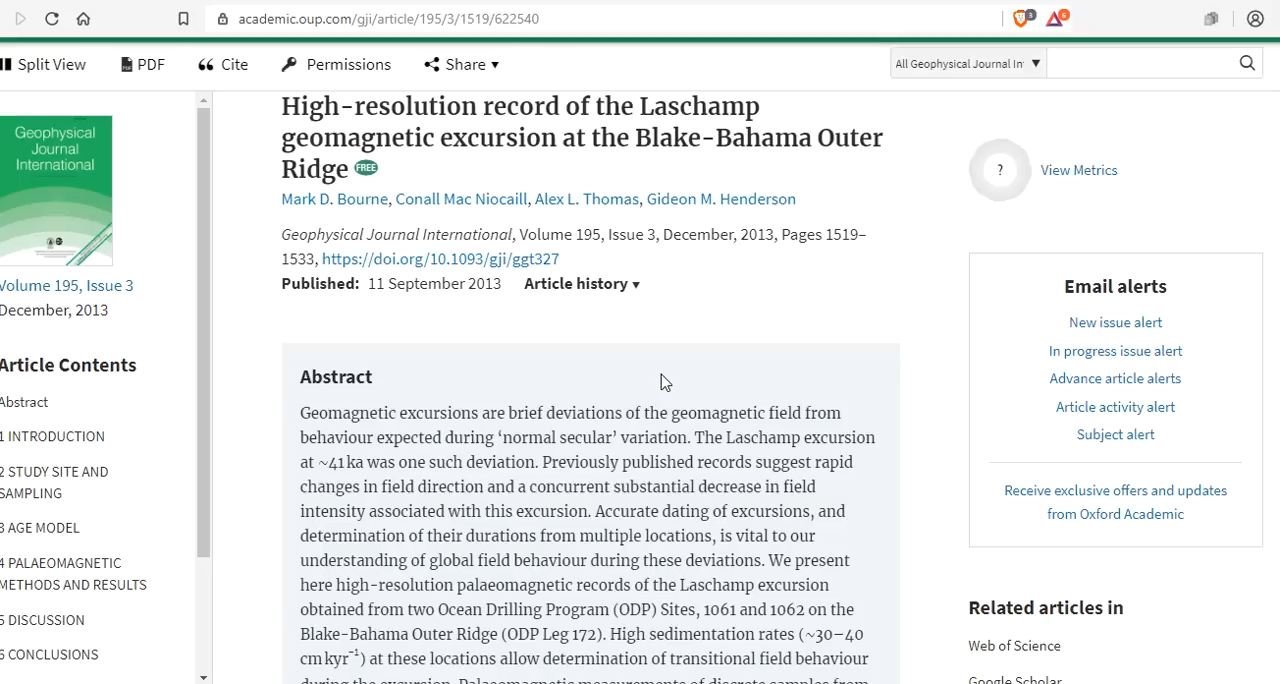 academic.oup.com/gji/article/195/3/1519/622540
3
6
Split View
PDF
Cite
Permissions
Share ▾
All Geophysical Journal In
Geophysical
Journal
International
Volume 195, Issue 3
December, 2013
Article Contents
Abstract
1 INTRODUCTION
2 STUDY SITE AND
SAMPLING
3 AGE MODEL
4 PALAEOMAGNETIC
METHODS AND RESULTS
5 DISCUSSION
6 CONCLUSIONS
High-resolution record of the Laschamp
geomagnetic excursion at the Blake-Bahama Outer
Ridge FREE
Mark D. Bourne, Conall Mac Niocaill, Alex L. Thomas, Gideon M. Henderson
Geophysical Journal International, Volume 195, Issue 3, December, 2013, Pages 1519–
1533, https://doi.org/10.1093/gji/ggt327
Published: 11 September 2013 Article history ▾
Abstract
Geomagnetic excursions are brief deviations of the geomagnetic field from
behaviour expected during ‘normal secular’ variation. The Laschamp excursion
at ~41 ka was one such deviation. Previously published records suggest rapid
changes in field direction and a concurrent substantial decrease in field
intensity associated with this excursion. Accurate dating of excursions, and
determination of their durations from multiple locations, is vital to our
understanding of global field behaviour during these deviations. We present
here high-resolution palaeomagnetic records of the Laschamp excursion
obtained from two Ocean Drilling Program (ODP) Sites, 1061 and 1062 on the
Blake-Bahama Outer Ridge (ODP Leg 172). High sedimentation rates (~30–40
cm kyr⁻¹) at these locations allow determination of transitional field behaviour
during the excursion. Palaeomagnetic measurements of discrete samples from
? View Metrics
Email alerts
New issue alert
In progress issue alert
Advance article alerts
Article activity alert
Subject alert
Receive exclusive offers and updates
from Oxford Academic
Related articles in
Web of Science
Google Scholar